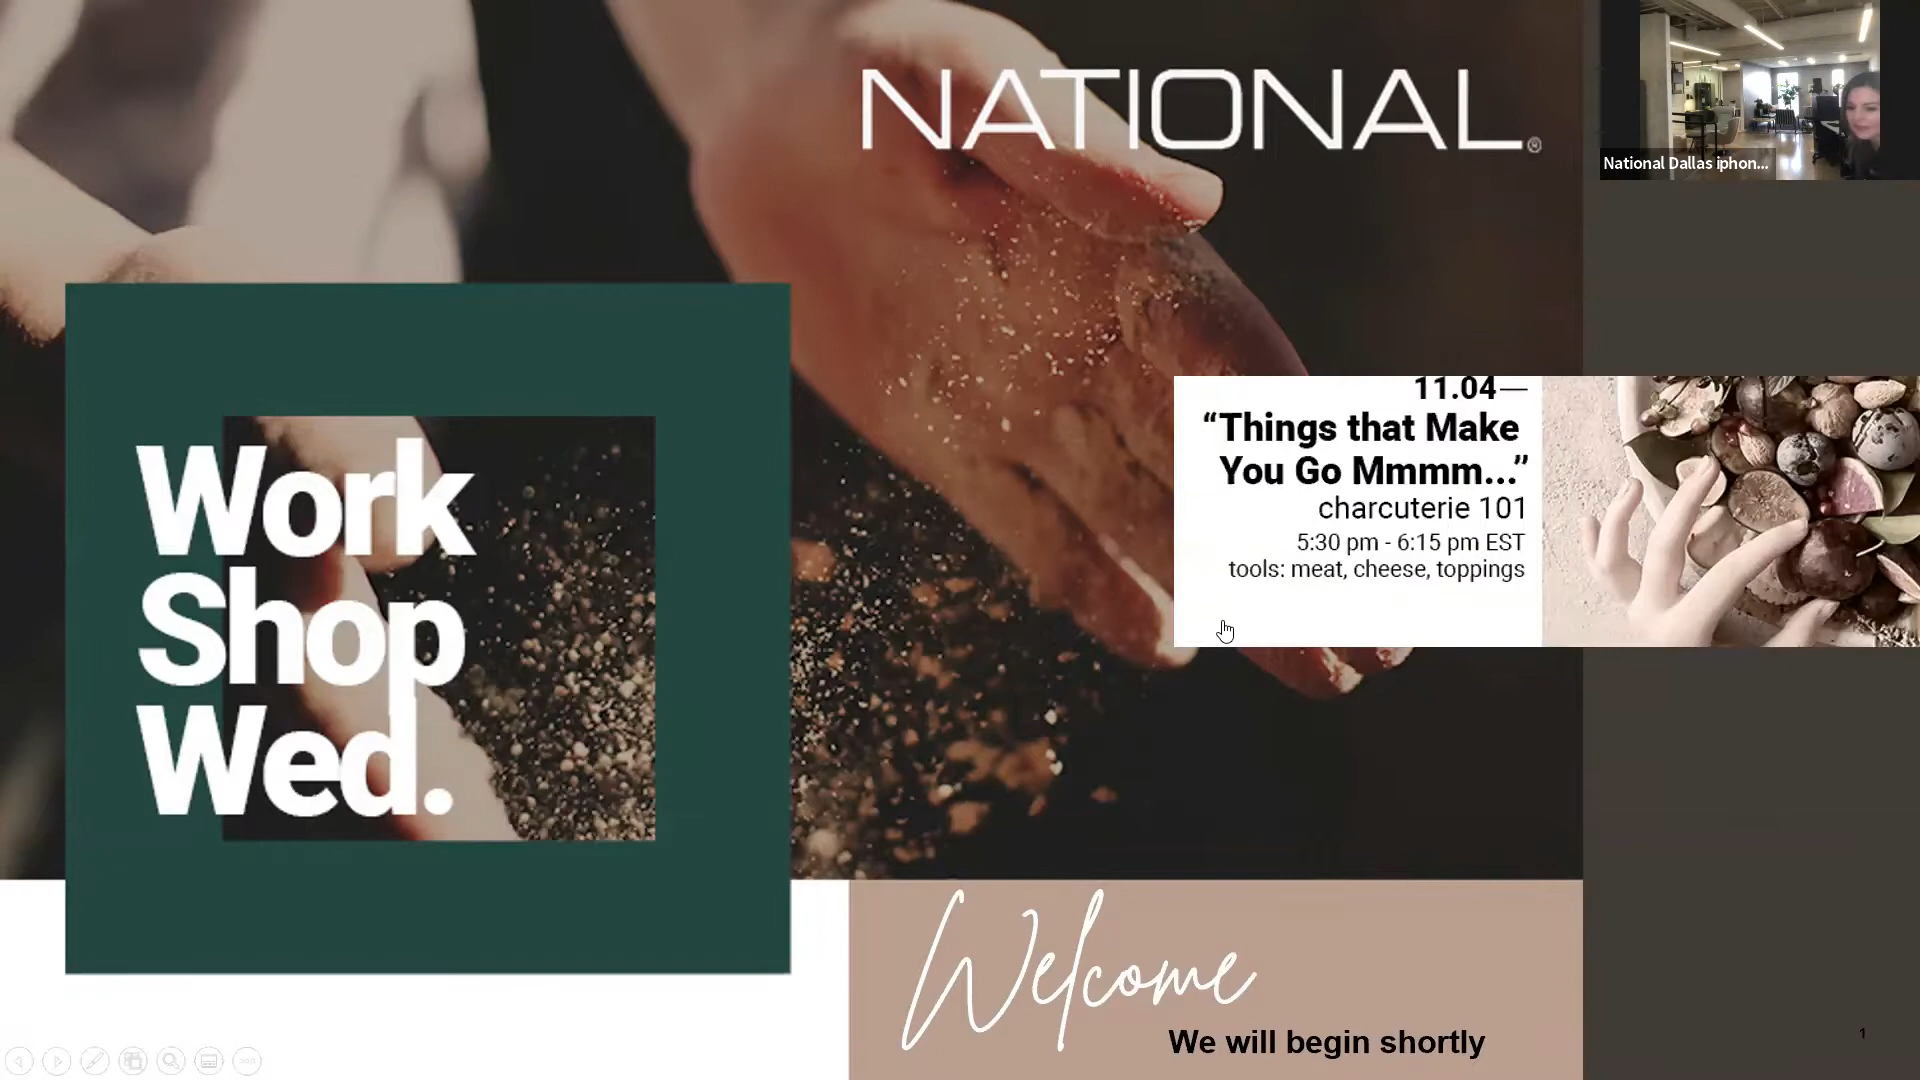 NATIONAL®
National Dallas iphon...
11.04—
“Things that Make
You Go Mmmm...”
charcuterie 101
5:30 pm - 6:15 pm EST
tools: meat, cheese, toppings
Work
Shop
Wed.
Welcome
We will begin shortly
1